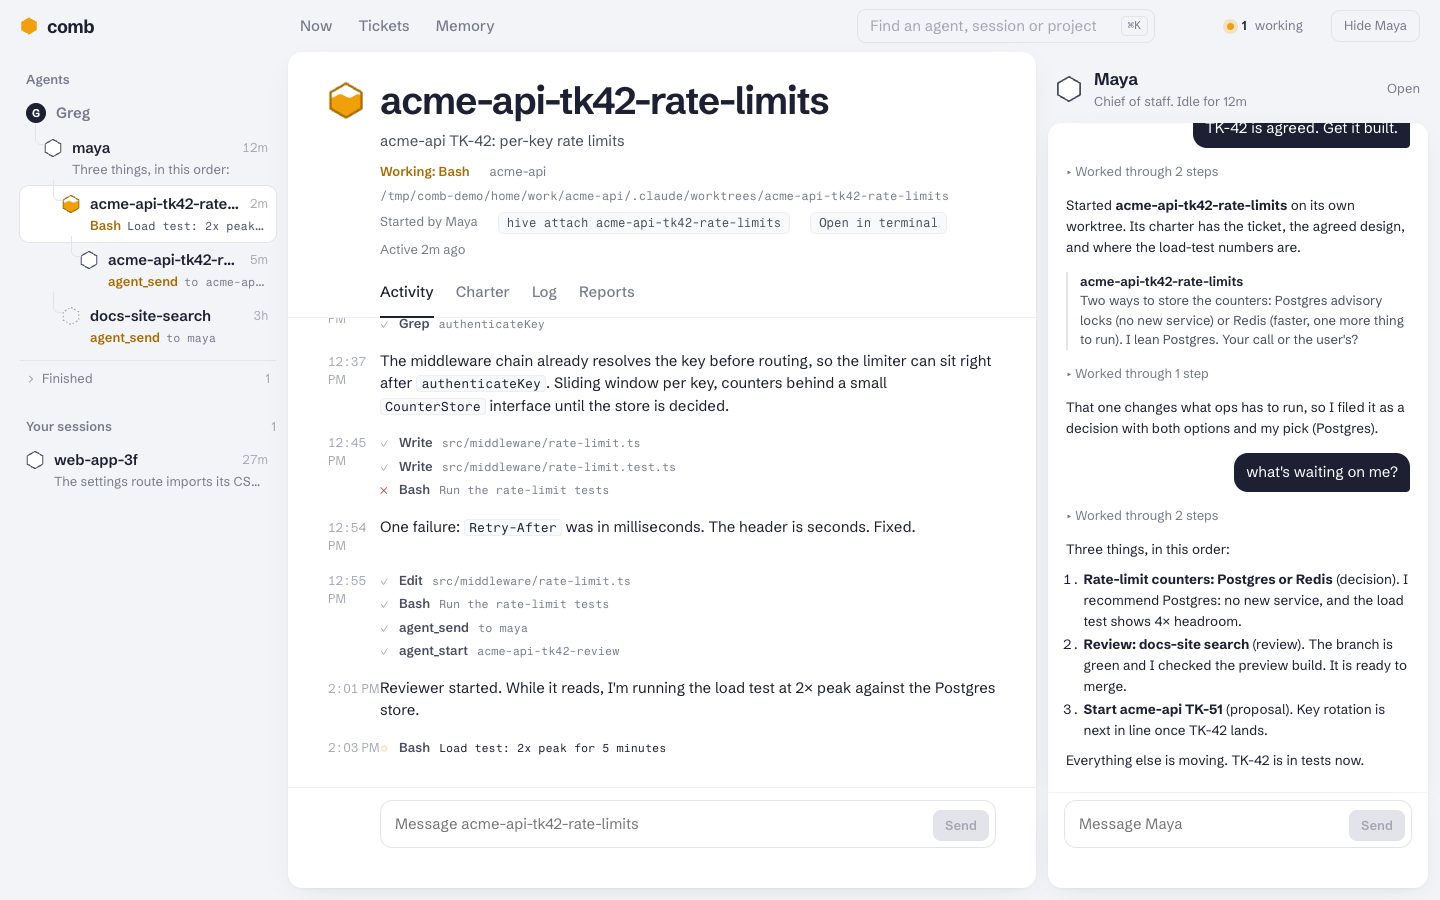 comb
Now
Tickets
Memory
Find an agent, session or project
⌘K
1 working
Hide Maya
Agents
G
Greg
maya
12m
Three things, in this order:
acme-api-tk42-rate...
2m
Bash Load test: 2x peak...
acme-api-tk42-r...
5m
agent_send to acme-ap...
docs-site-search
3h
agent_send to maya
Finished
1
Your sessions
1
web-app-3f
27m
The settings route imports its CS...
acme-api-tk42-rate-limits
acme-api TK-42: per-key rate limits
Working: Bash
acme-api
/tmp/comb-demo/home/work/acme-api/.claude/worktrees/acme-api-tk42-rate-limits
Started by Maya
hive attach acme-api-tk42-rate-limits
Open in terminal
Active 2m ago
Activity
Charter
Log
Reports
PM
✓ Grep authenticateKey
12:37 PM
The middleware chain already resolves the key before routing, so the limiter can sit right
after authenticateKey. Sliding window per key, counters behind a small
CounterStore interface until the store is decided.
12:45 PM
✓ Write src/middleware/rate-limit.ts
✓ Write src/middleware/rate-limit.test.ts
× Bash Run the rate-limit tests
12:54 PM
One failure: Retry-After was in milliseconds. The header is seconds. Fixed.
12:55 PM
✓ Edit src/middleware/rate-limit.ts
✓ Bash Run the rate-limit tests
✓ agent_send to maya
✓ agent_start acme-api-tk42-review
2:01 PM
Reviewer started. While it reads, I'm running the load test at 2× peak against the Postgres
store.
2:03 PM
Bash Load test: 2x peak for 5 minutes
Message acme-api-tk42-rate-limits
Send
Maya
Chief of staff. Idle for 12m
Open
TK-42 is agreed. Get it built.
Worked through 2 steps
Started acme-api-tk42-rate-limits on its own
worktree. Its charter has the ticket, the agreed design,
and where the load-test numbers are.
acme-api-tk42-rate-limits
Two ways to store the counters: Postgres advisory
locks (no new service) or Redis (faster, one more thing
to run). I lean Postgres. Your call or the user's?
Worked through 1 step
That one changes what ops has to run, so I filed it as a
decision with both options and my pick (Postgres).
what's waiting on me?
Worked through 2 steps
Three things, in this order:
1. Rate-limit counters: Postgres or Redis (decision). I
recommend Postgres: no new service, and the load
test shows 4× headroom.
2. Review: docs-site search (review). The branch is
green and I checked the preview build. It is ready to
merge.
3. Start acme-api TK-51 (proposal). Key rotation is
next in line once TK-42 lands.
Everything else is moving. TK-42 is in tests now.
Message Maya
Send